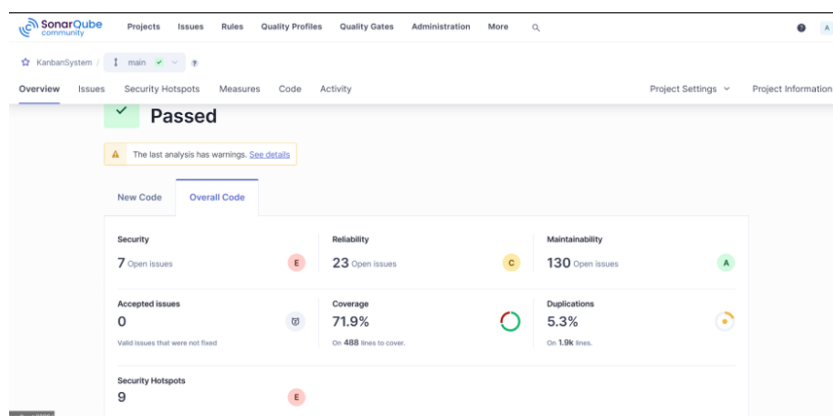 SonarQube community Projects Issues Rules Quality Profiles Quality Gates Administration More ? A
KanbanSystem / main ?
Overview Issues Security Hotspots Measures Code Activity Project Settings Project Information
Passed
The last analysis has warnings. See details
New Code Overall Code
Security Reliability Maintainability
7 Open issues E 23 Open issues C 130 Open issues A
Accepted issues Coverage Duplications
0 71.9% 5.3%
Valid issues that were not fixed On 488 lines to cover. On 1.9k lines.
Security Hotspots
9 E